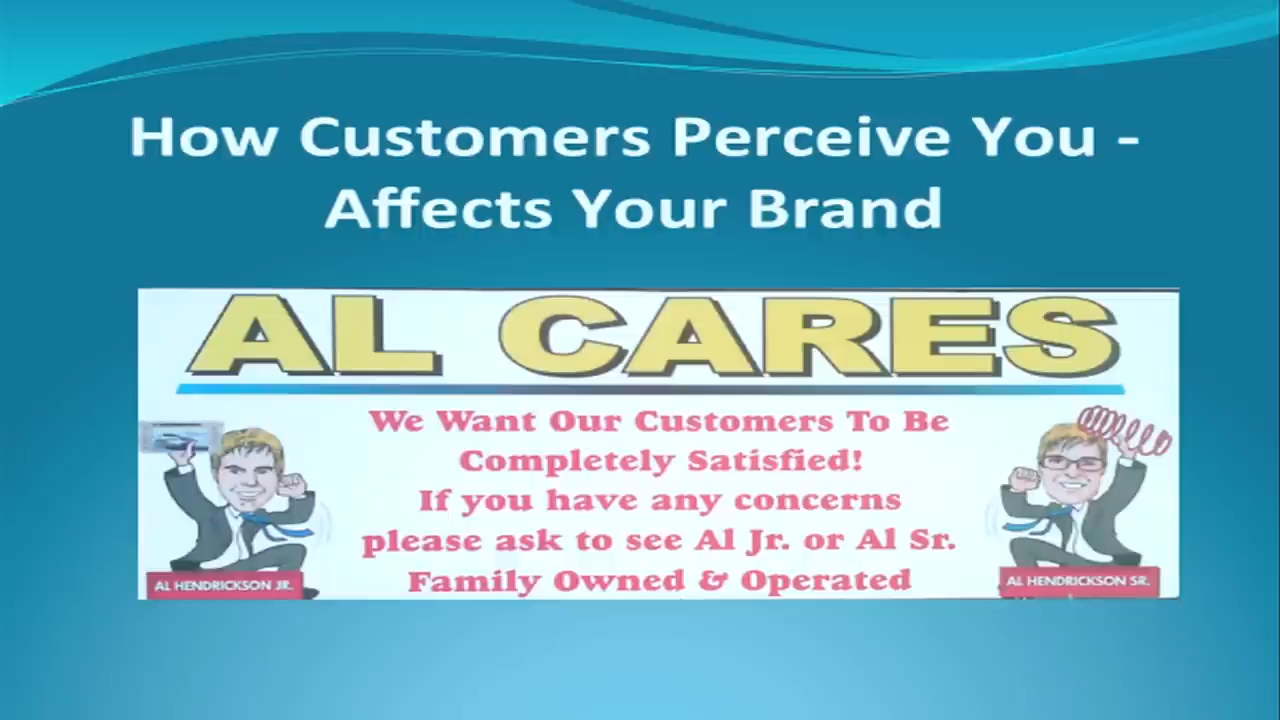 How Customers Perceive You -
Affects Your Brand
AL CARES
We Want Our Customers To Be
Completely Satisfied!
If you have any concerns
please ask to see Al Jr. or Al Sr.
Family Owned & Operated
AL HENDRICKSON JR.
AL HENDRICKSON SR.